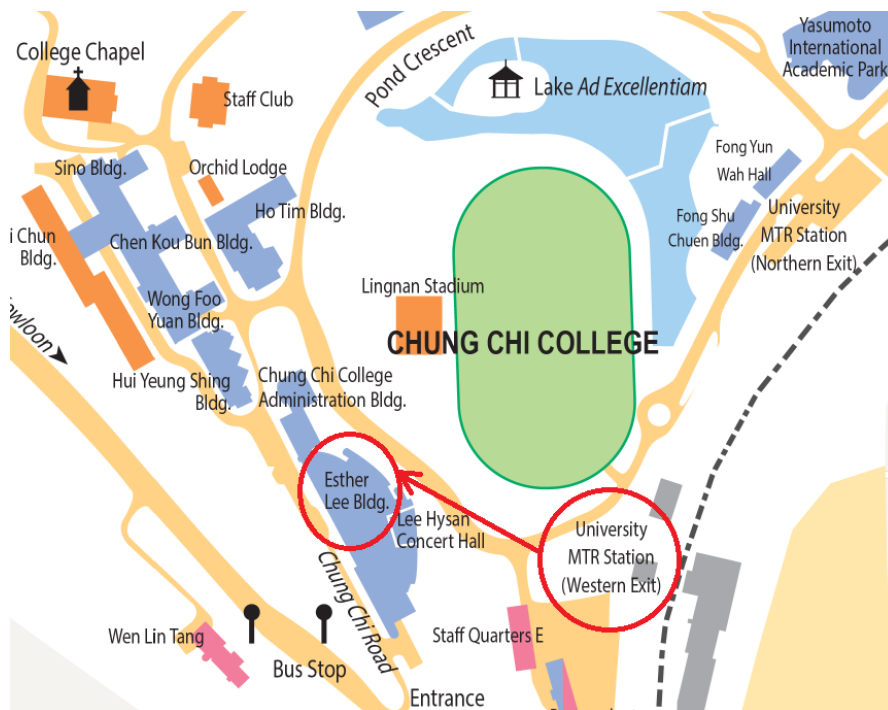 College Chapel
Staff Club
Pond Crescent
Lake Ad Excellentiam
Yasumoto
International
Academic Park
Sino Bldg.
Orchid Lodge
Ho Tim Bldg.
Fong Yun
Wah Hall
Fong Shu
Chuen Bldg.
University
MTR Station
(Northern Exit)
i Chun
Bldg.
Chen Kou Bun Bldg.
Wong Foo
Yuan Bldg.
Lingnan Stadium
CHUNG CHI COLLEGE
owloon
Hui Yeung Shing
Bldg.
Chung Chi College
Administration Bldg.
Esther
Lee Bldg.
Lee Hysan
Concert Hall
University
MTR Station
(Western Exit)
Chung Chi Road
Wen Lin Tang
Bus Stop
Staff Quarters E
Entrance